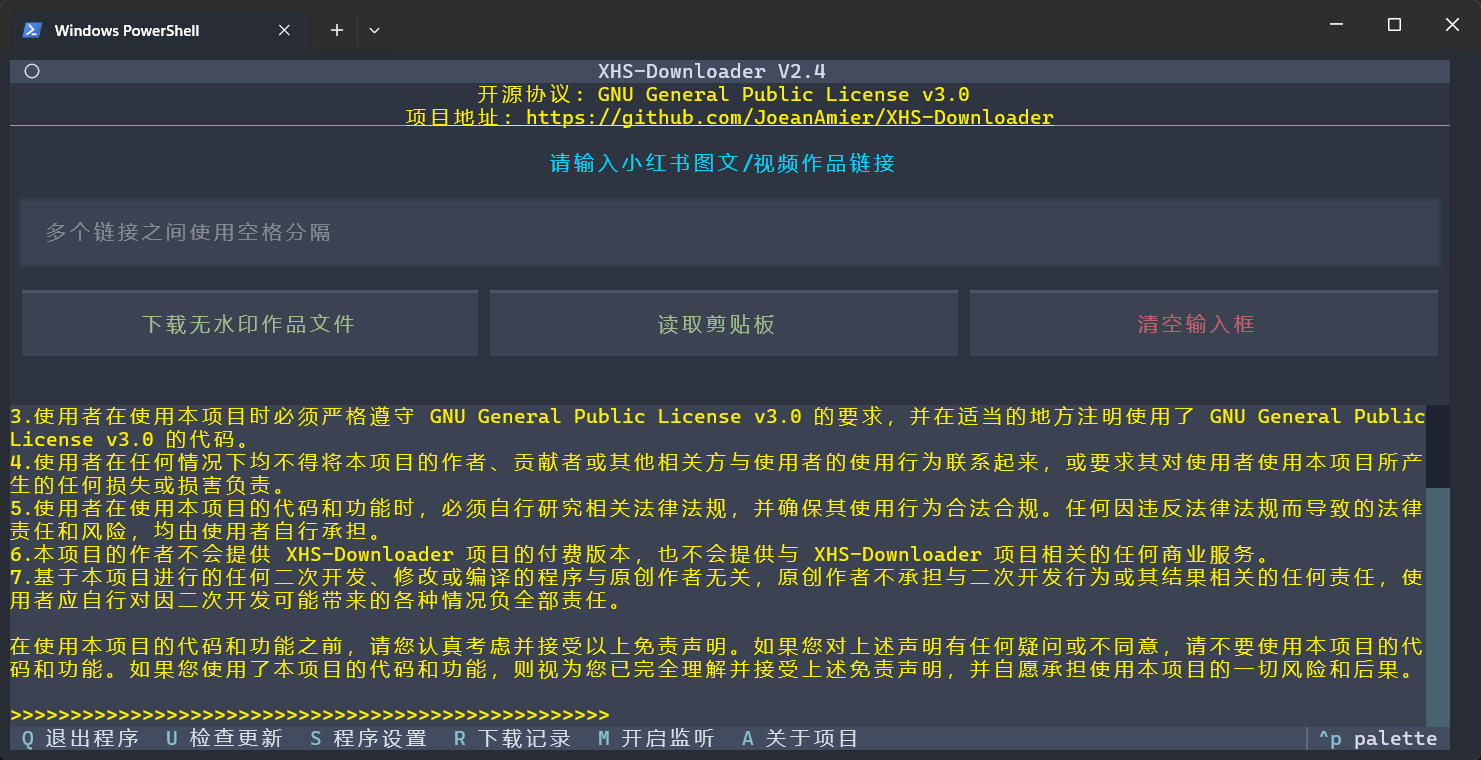 Windows PowerShell
XHS-Downloader V2.4
开源协议: GNU General Public License v3.0
项目地址: https://github.com/JoeanAmier/XHS-Downloader
请输入小红书图文/视频作品链接
多个链接之间使用空格分隔
下载无水印作品文件 读取剪贴板 清空输入框
3.使用者在使用本项目时必须严格遵守 GNU General Public License v3.0 的要求，并在适当的地方注明使用了 GNU General Public
License v3.0 的代码。
4.使用者在任何情况下均不得将本项目的作者、贡献者或其他相关方与使用者的使用行为联系起来，或要求其对使用者使用本项目所产
生的任何损失或损害负责。
5.使用者在使用本项目的代码和功能时，必须自行研究相关法律法规，并确保其使用行为合法合规。任何因违反法律法规而导致的法律
责任和风险，均由使用者自行承担。
6.本项目的作者不会提供 XHS-Downloader 项目的付费版本，也不会提供与 XHS-Downloader 项目相关的任何商业服务。
7.基于本项目进行的任何二次开发、修改或编译的程序与原创作者无关，原创作者不承担与二次开发行为或其结果相关的任何责任，使
用者应自行对因二次开发可能带来的各种情况负全部责任。
在使用本项目的代码和功能之前，请您认真考虑并接受以上免责声明。如果您对上述声明有任何疑问或不同意，请不要使用本项目的代
码和功能。如果您使用了本项目的代码和功能，则视为您已完全理解并接受上述免责声明，并自愿承担使用本项目的一切风险和后果。
>>>>>>>>>>>>>>>>>>>>>>>>>>>>>>>>>>>>>>>>>>>>>>>>>>
Q 退出程序 U 检查更新 S 程序设置 R 下载记录 M 开启监听 A 关于项目 ^p palette